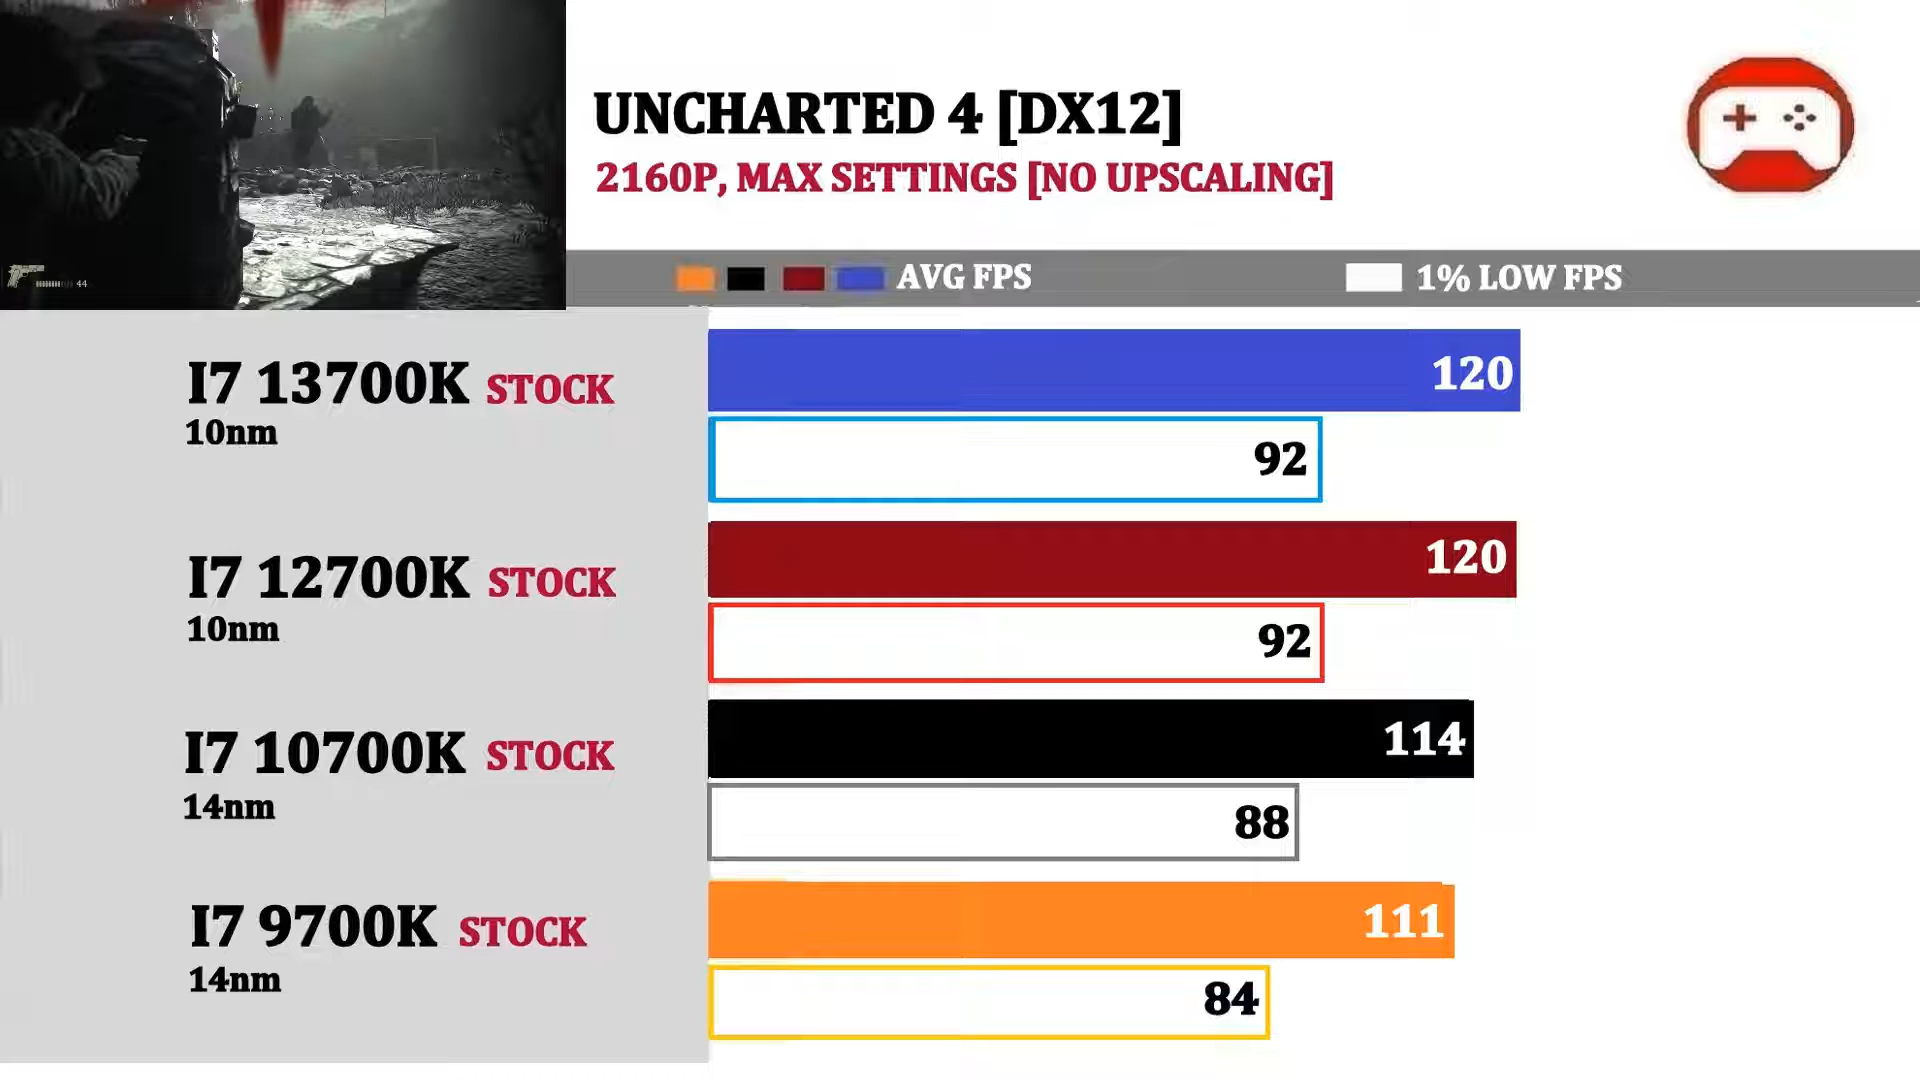 UNCHARTED 4 [DX12]
2160P, MAX SETTINGS [NO UPSCALING]
44
AVG FPS
1% LOW FPS
I7 13700K STOCK
10nm
120
92
I7 12700K STOCK
10nm
120
92
I7 10700K STOCK
14nm
114
88
I7 9700K STOCK
14nm
111
84